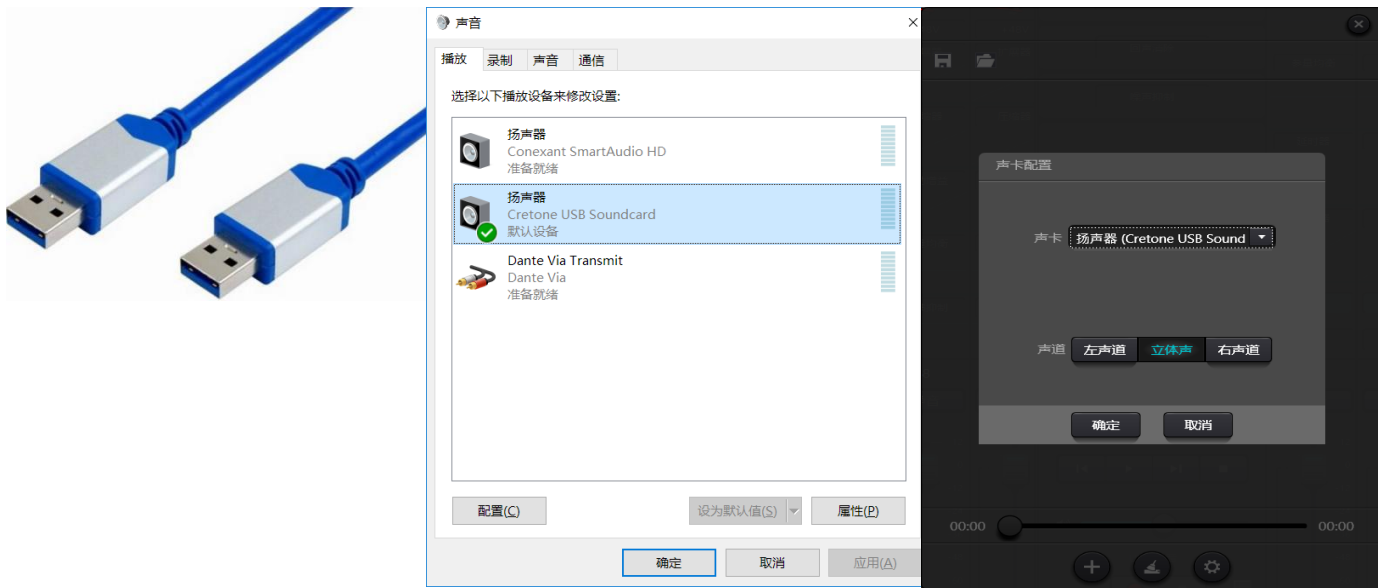 声音
播放 录制 声音 通信
选择以下播放设备来修改设置:
扬声器
Conexant SmartAudio HD
准备就绪
扬声器
Cretone USB Soundcard
默认设备
Dante Via Transmit
Dante Via
准备就绪
配置(C) 设为默认值(S) 属性(P)
确定 取消 应用(A)
声卡配置
声卡 扬声器 (Cretone USB Sound
声道 左声道 立体声 右声道
确定 取消
00:00 00:00